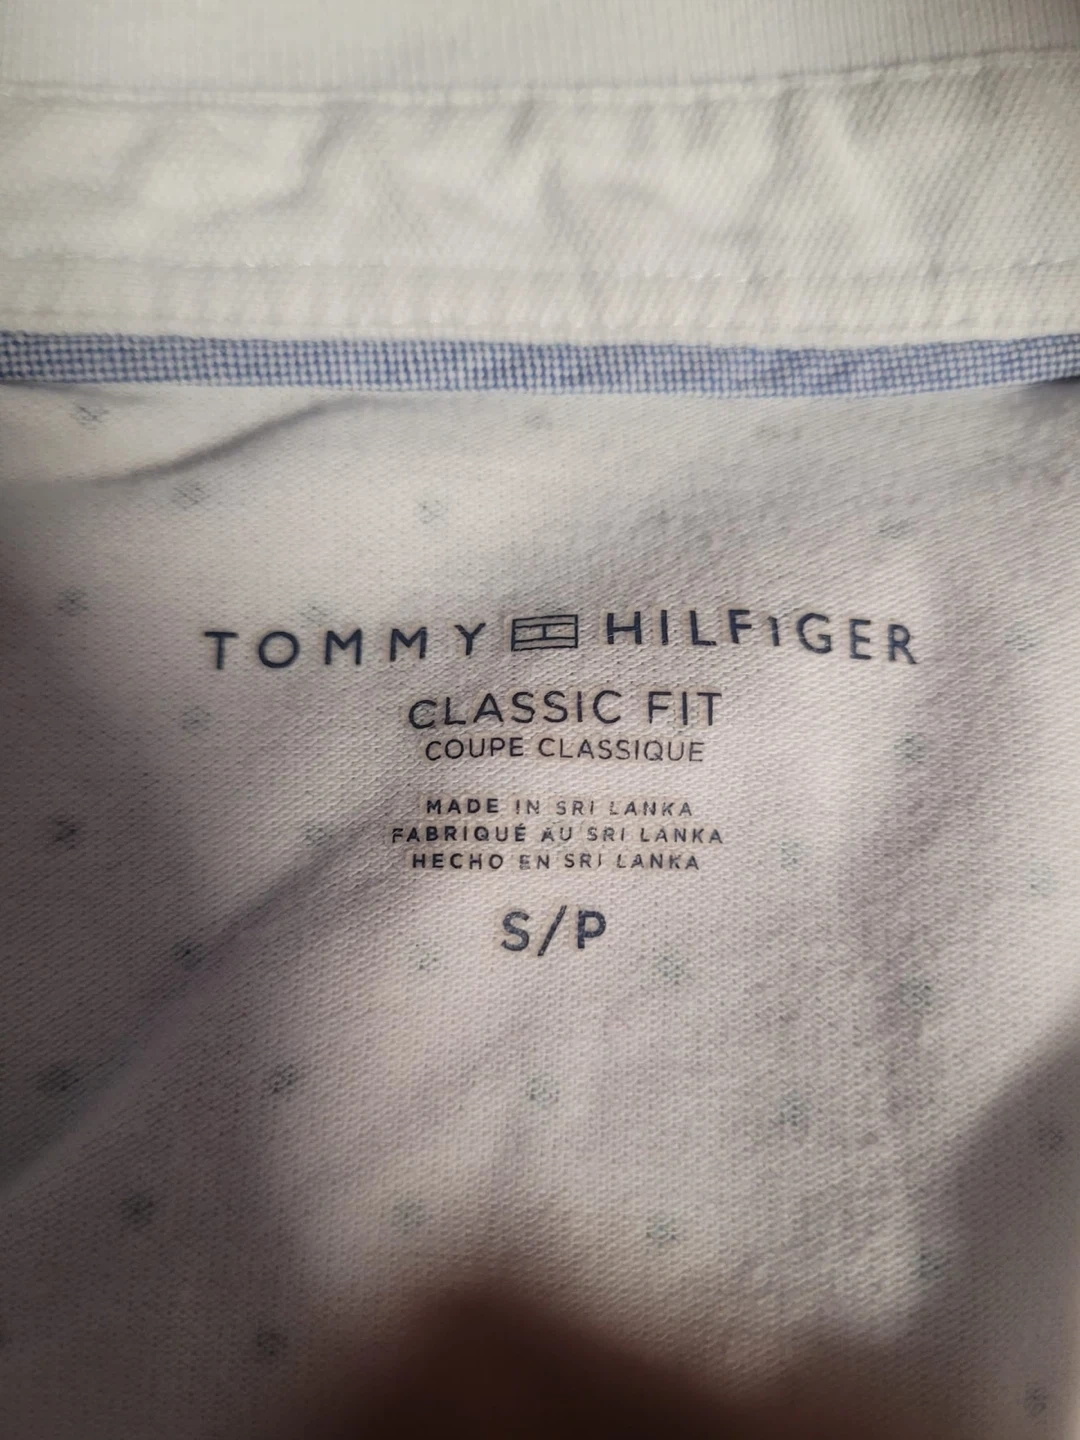 TOMMY HILFIGER
CLASSIC FIT
COUPE CLASSIQUE
MADE IN SRI LANKA
FABRIQUÉ AU SRI LANKA
HECHO EN SRI LANKA
S/P